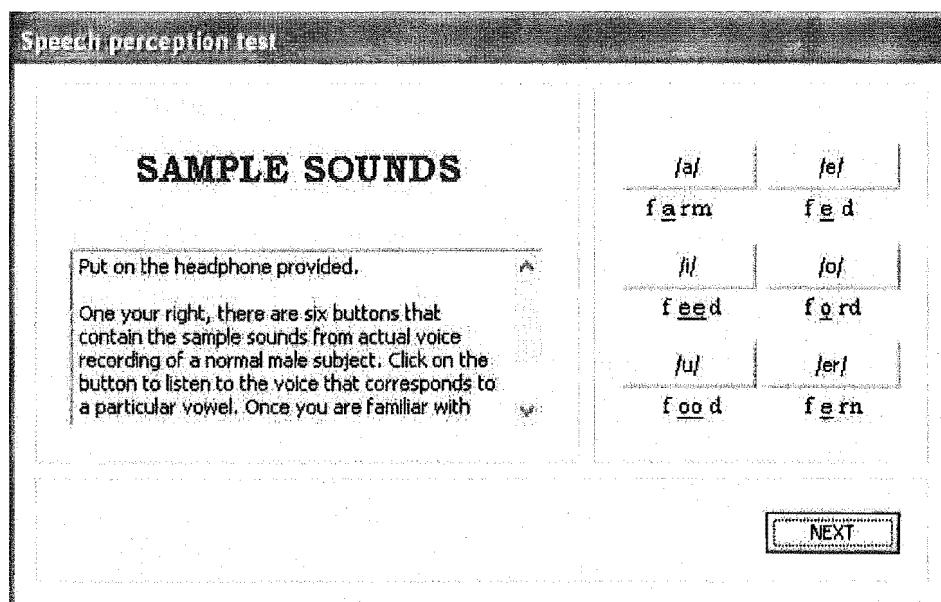 Speech perception test
SAMPLE SOUNDS
Put on the headphone provided.
One your right, there are six buttons that
contain the sample sounds from actual voice
recording of a normal male subject. Click on the
button to listen to the voice that corresponds to
a particular vowel. Once you are familiar with
/a/ /e/
farm fed
/i/ /o/
feed ford
/u/ /er/
food fern
NEXT